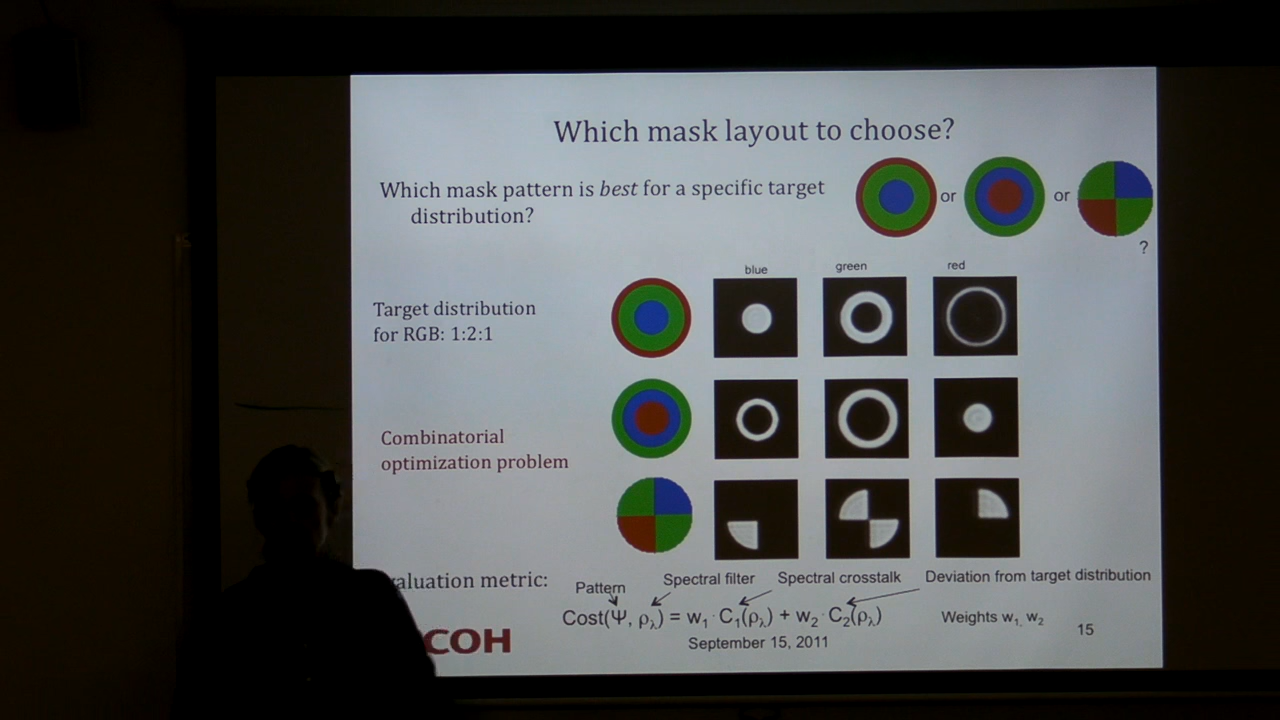 Which mask layout to choose?
Which mask pattern is best for a specific target
distribution?
or
or
?
blue
green
red
Target distribution
for RGB: 1:2:1
Combinatorial
optimization problem
aluation metric:
Pattern
Spectral filter
Spectral crosstalk
Deviation from target distribution
Cost(Ψ, ρλ) = w₁ · C₁(ρλ) + w₂ · C₂(ρλ)
Weights w₁, w₂
COH
September 15, 2011
15